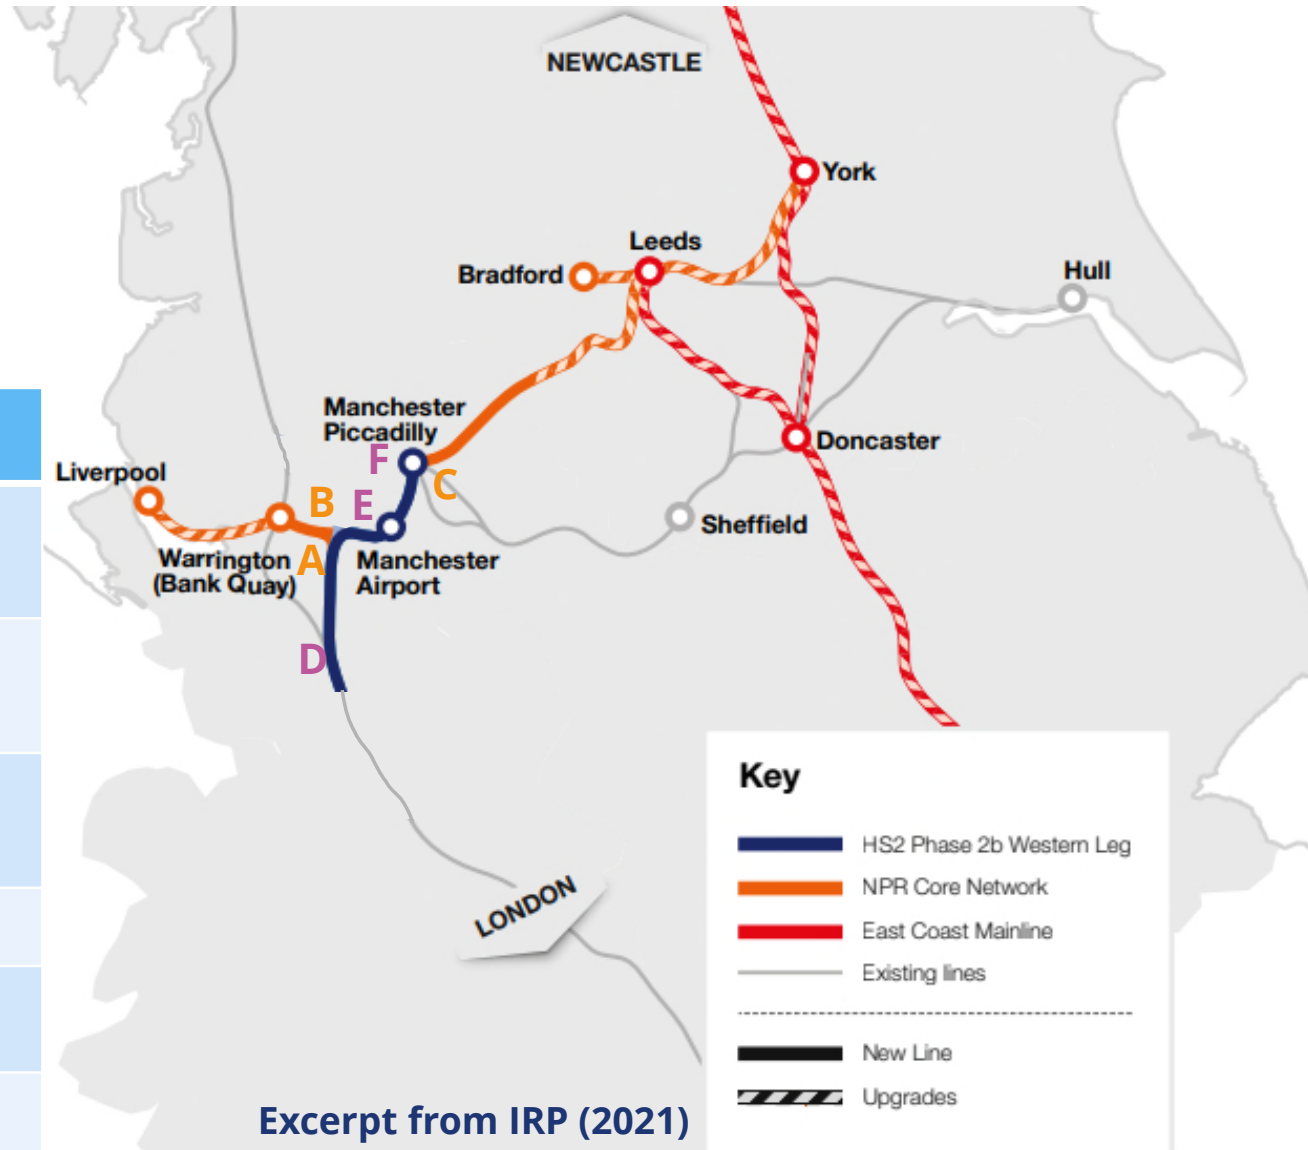 NEWCASTLE
York
Leeds
Bradford
Hull
Manchester
Piccadilly
F
Doncaster
Liverpool
B
E
C
Sheffield
Warrington
(Bank Quay)
A
Manchester
Airport
D
Key
HS2 Phase 2b Western Leg
NPR Core Network
East Coast Mainline
Existing lines
New Line
Upgrades
LONDON
Excerpt from IRP (2021)